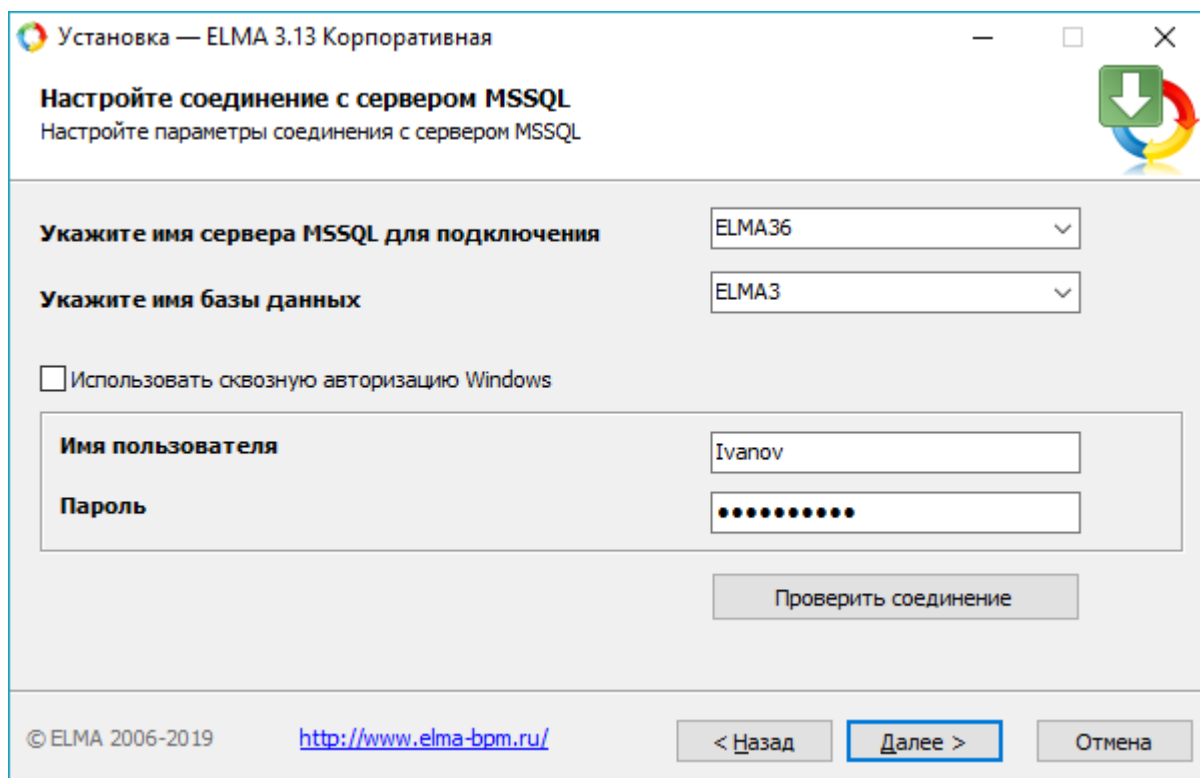 Установка — ELMA 3.13 Корпоративная
Настройте соединение с сервером MSSQL
Настройте параметры соединения с сервером MSSQL
Укажите имя сервера MSSQL для подключения ELMA36
Укажите имя базы данных ELMA3
Использовать сквозную авторизацию Windows
Имя пользователя Ivanov
Пароль ●●●●●●●●●●
Проверить соединение
© ELMA 2006-2019 http://www.elma-bpm.ru/ < Назад Далее > Отмена